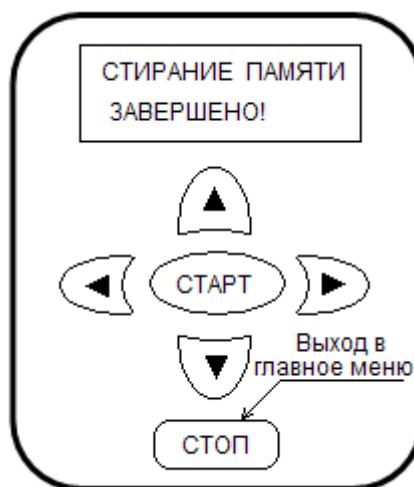 СТИРАНИЕ ПАМЯТИ
ЗАВЕРШЕНО!
СТАРТ
Выход в
главное меню
СТОП